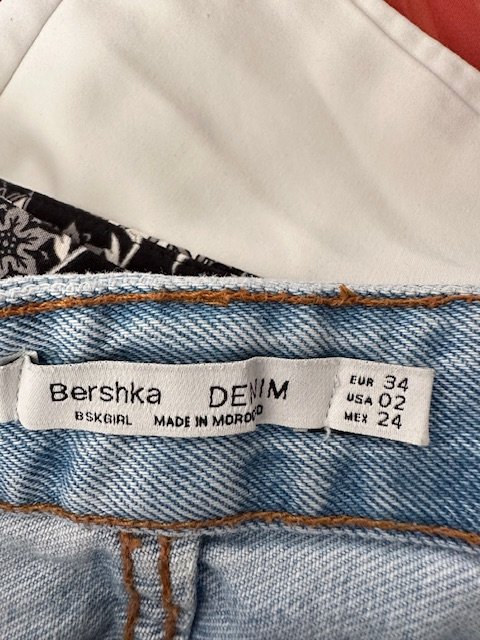 Bershka DENIM
BSKGIRL MADE IN MOROCCO
EUR 34
USA 02
MEX 24